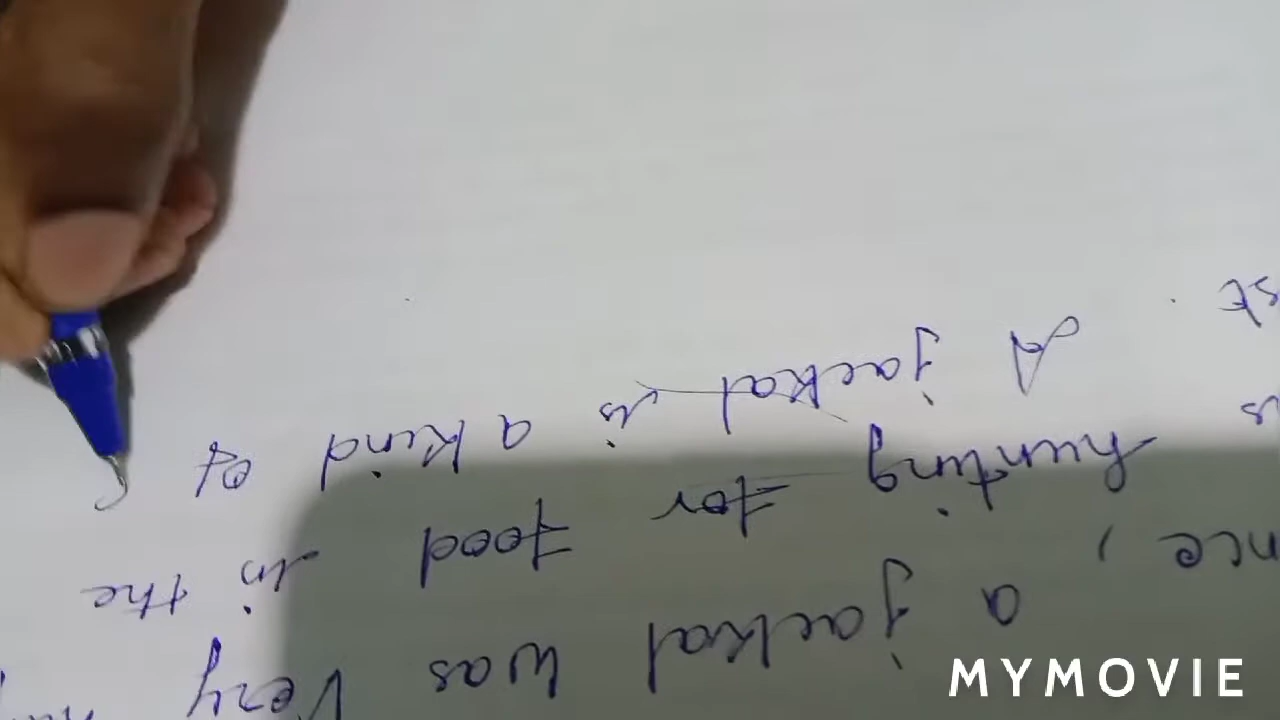 nce, a jackal was Very
s hunting for food in the
st. A jackal is a kind of
MYMOVIE